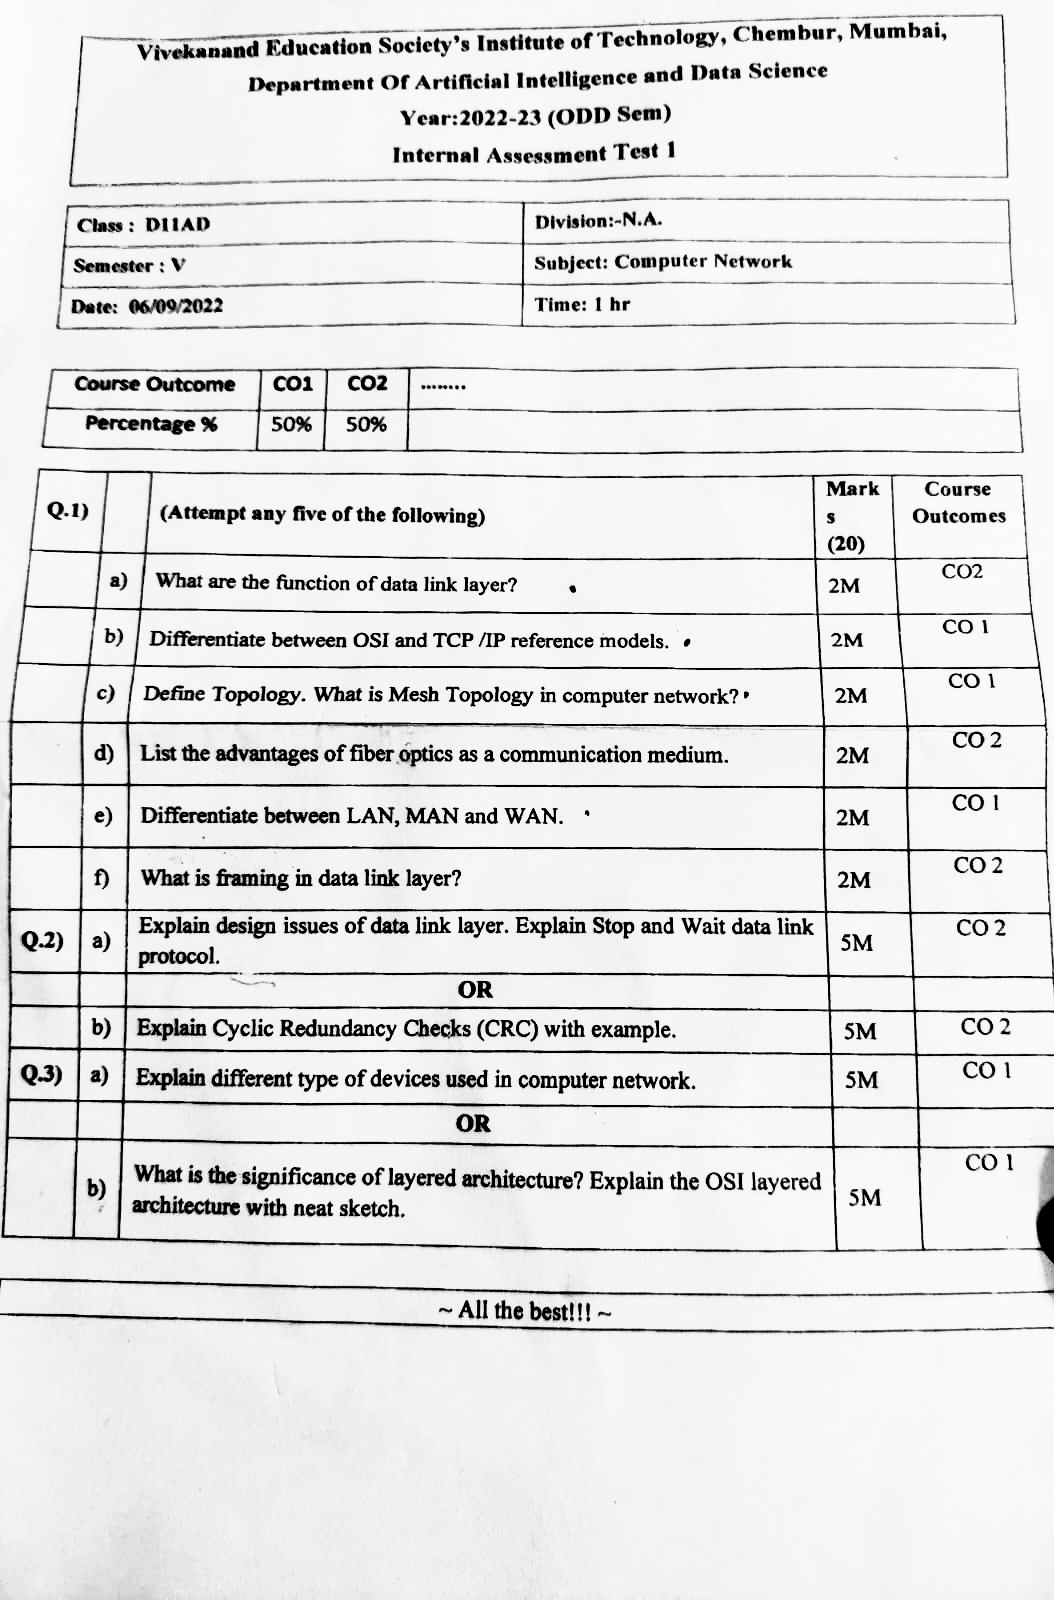 Vivekanand Education Society's Institute of Technology, Chembur, Mumbai,
Department Of Artificial Intelligence and Data Science
Year:2022-23 (ODD Sem)
Internal Assessment Test 1
Class : D11AD
Division:-N.A.
Semester : V
Subject: Computer Network
Date: 06/09/2022
Time: 1 hr
Course Outcome CO1 CO2 ........
Percentage % 50% 50%
Q.1) (Attempt any five of the following) Mark
s
(20) Course
Outcomes
a) What are the function of data link layer? 2M CO2
b) Differentiate between OSI and TCP /IP reference models. 2M CO 1
c) Define Topology. What is Mesh Topology in computer network? 2M CO 1
d) List the advantages of fiber optics as a communication medium. 2M CO 2
e) Differentiate between LAN, MAN and WAN. 2M CO 1
f) What is framing in data link layer? 2M CO 2
Q.2) a) Explain design issues of data link layer. Explain Stop and Wait data link
protocol. 5M CO 2
OR
b) Explain Cyclic Redundancy Checks (CRC) with example. 5M CO 2
Q.3) a) Explain different type of devices used in computer network. 5M CO 1
OR
b) What is the significance of layered architecture? Explain the OSI layered
architecture with neat sketch. 5M CO 1
~ All the best!!! ~